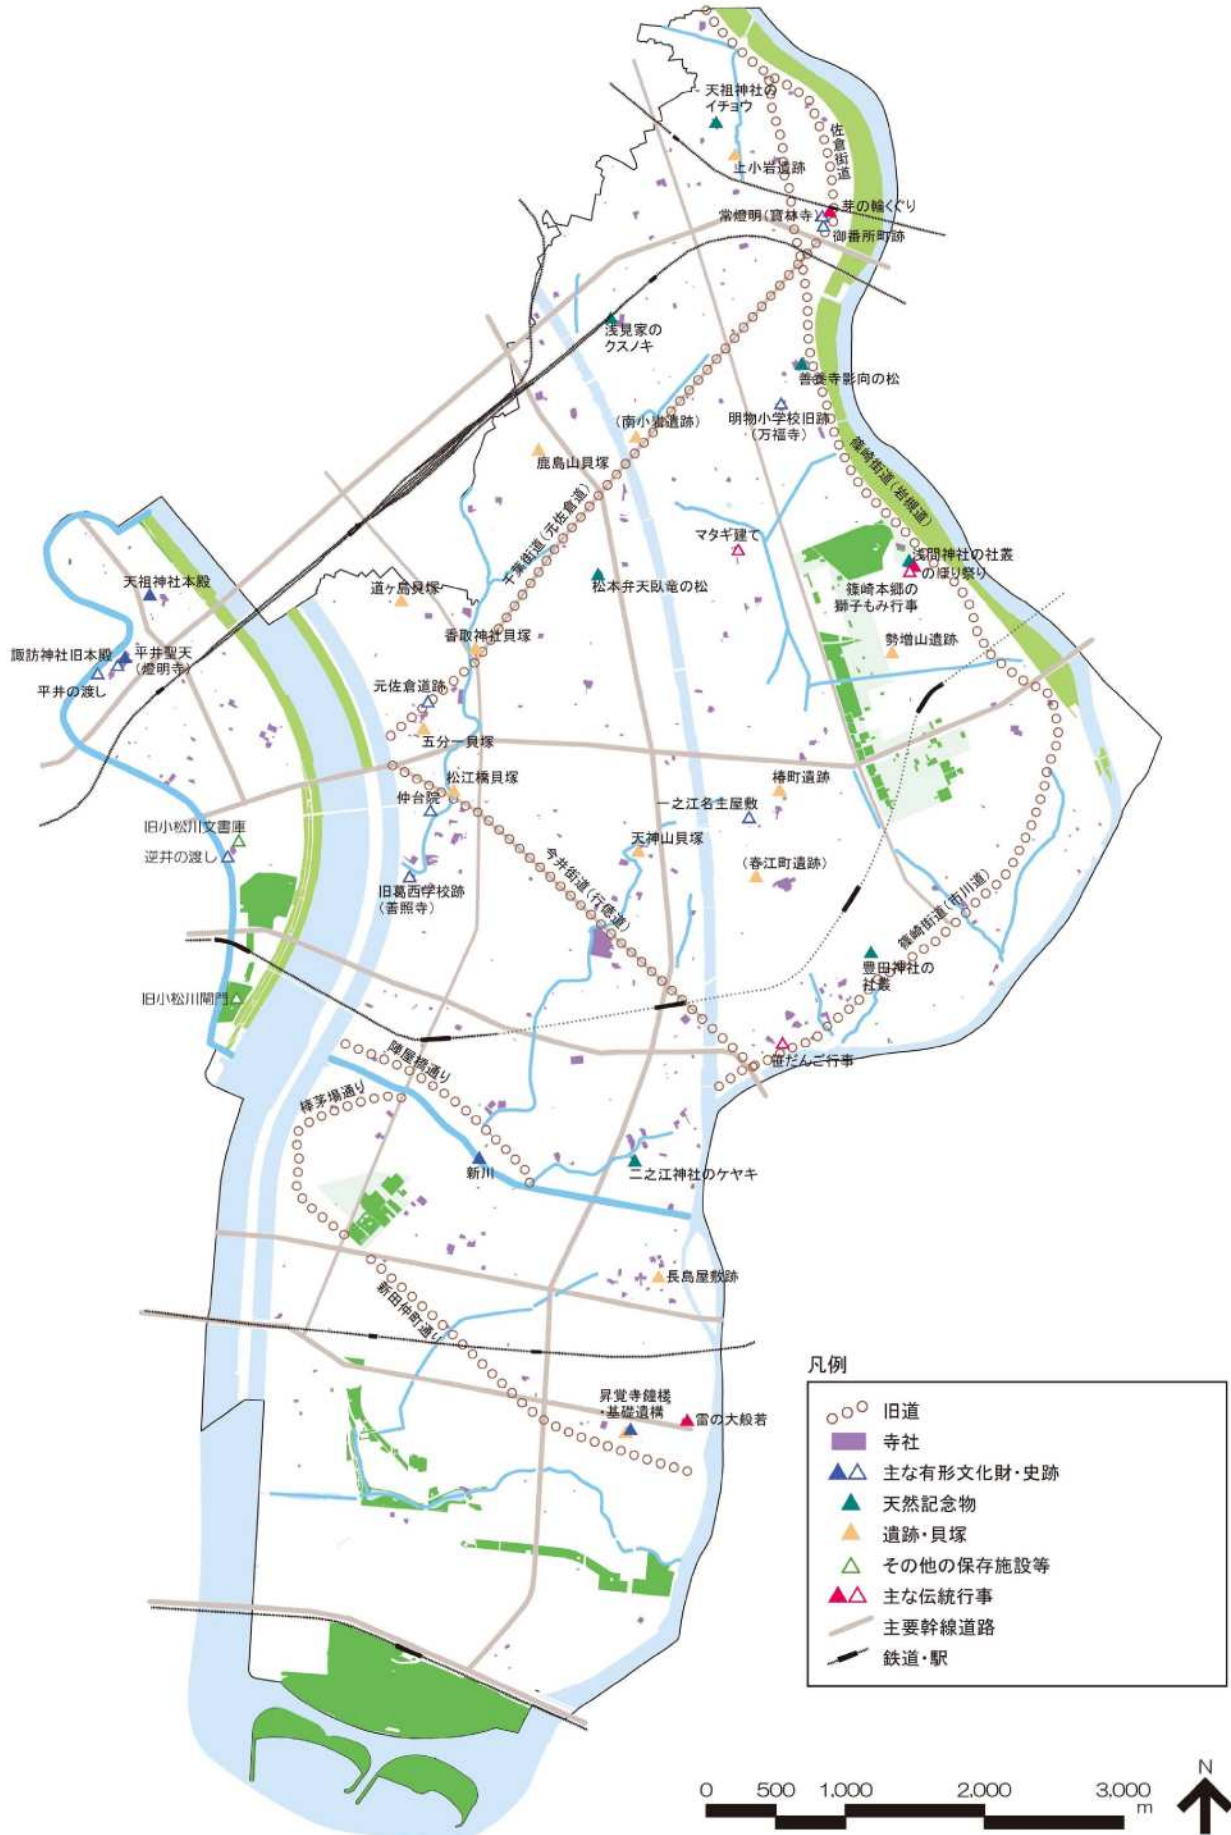 天祖神社の
イチョウ
上小岩遺跡
佐倉街道
芽の輪くぐり
常燈明(寶林寺)
御番所町跡
浅見家の
クスノキ
善養寺影向の松
(南小岩遺跡)
明物小学校旧跡
(万福寺)
鹿島山貝塚
篠崎街道(岩槻道)
千葉街道(元佐倉道)
マタギ建て
浅間神社の社叢
のぼり祭り
天祖神社本殿
道ヶ島貝塚
松本弁天臥竜の松
篠崎本郷の
獅子もみ行事
香取神社貝塚
勢増山遺跡
諏訪神社旧本殿
平井聖天
(燈明寺)
平井の渡し
元佐倉道跡
五分一貝塚
松江橋貝塚
椿町遺跡
仲台院
一之江名主屋敷
旧小松川文書庫
天神山貝塚
逆井の渡し
(春江町遺跡)
旧葛西学校跡
(善照寺)
今井街道(行徳道)
篠崎街道(市川道)
豊田神社の
社叢
旧小松川閘門
陣屋橋通り
笹だんご行事
棒茅場通り
新川
二之江神社のケヤキ
長島屋敷跡
新田仲町通り
昇覚寺鐘楼
・基礎遺構
雷の大般若
凡例
旧道
寺社
主な有形文化財・史跡
天然記念物
遺跡・貝塚
その他の保存施設等
主な伝統行事
主要幹線道路
鉄道・駅
0 500 1,000 2,000 3,000
m
N